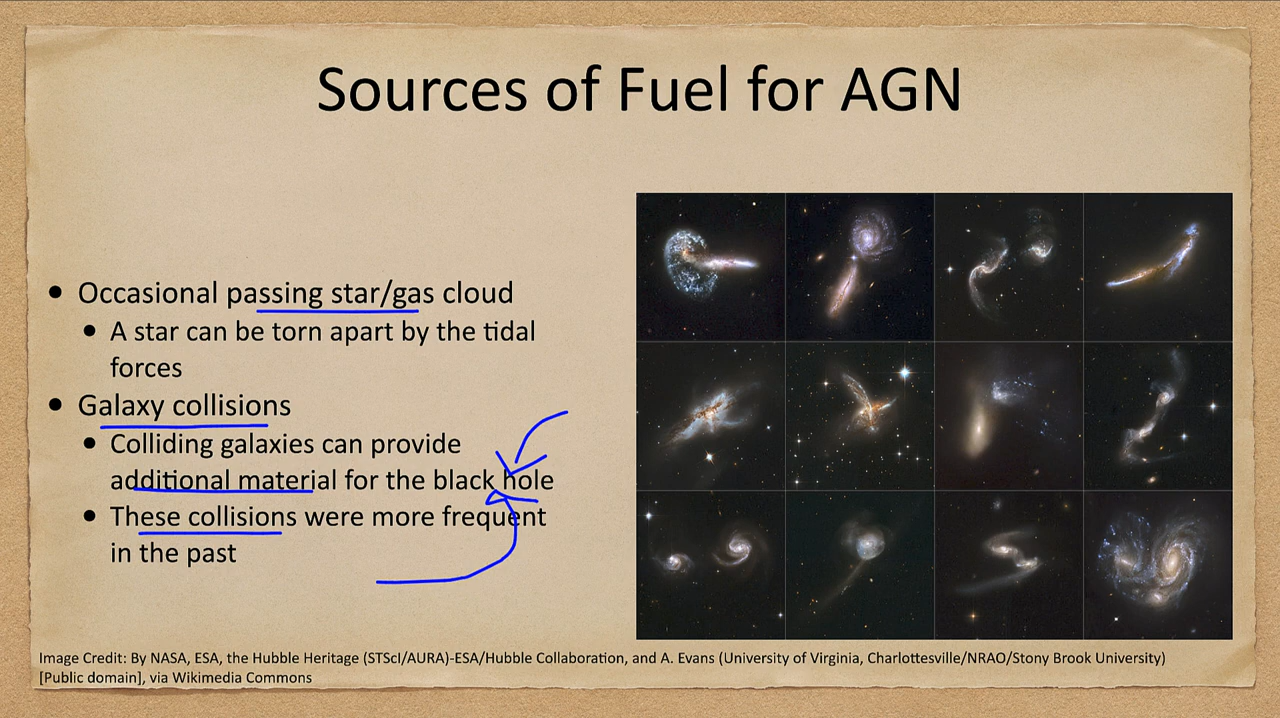 Sources of Fuel for AGN
• Occasional passing star/gas cloud
• A star can be torn apart by the tidal
forces
• Galaxy collisions
• Colliding galaxies can provide
additional material for the black hole
• These collisions were more frequent
in the past
Image Credit: By NASA, ESA, the Hubble Heritage (STScI/AURA)-ESA/Hubble Collaboration, and A. Evans (University of Virginia, Charlottesville/NRAO/Stony Brook University)
[Public domain], via Wikimedia Commons